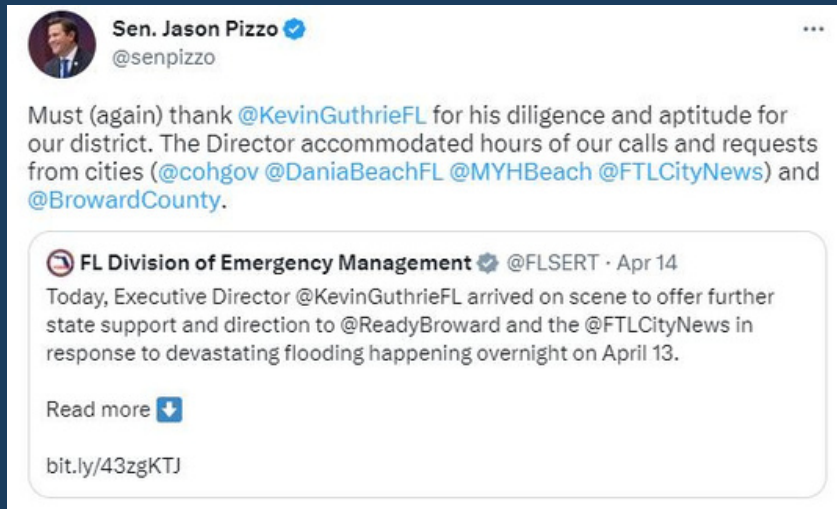 Sen. Jason Pizzo
@senpizzo
Must (again) thank @KevinGuthrieFL for his diligence and aptitude for
our district. The Director accommodated hours of our calls and requests
from cities (@cohgov @DaniaBeachFL @MYHBeach @FTLCityNews) and
@BrowardCounty.
FL Division of Emergency Management @FLSERT · Apr 14
Today, Executive Director @KevinGuthrieFL arrived on scene to offer further
state support and direction to @ReadyBroward and the @FTLCityNews in
response to devastating flooding happening overnight on April 13.
Read more ⬇️
bit.ly/43zgKTJ